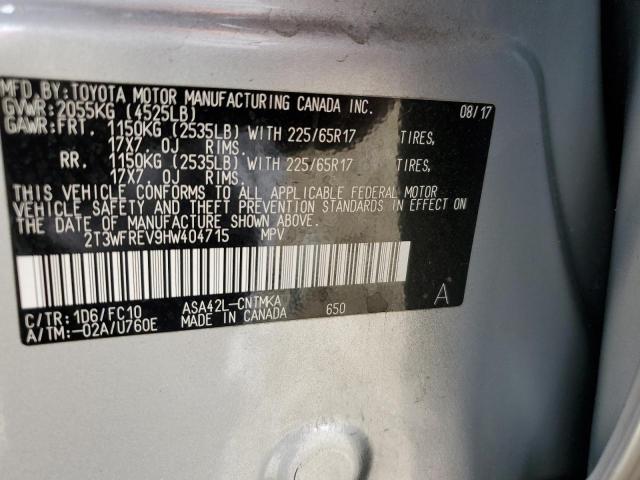 MFD.BY:TOYOTA MOTOR MANUFACTURING CANADA INC.
GVWR:2055KG (4525LB) 08/17
GAWR:FRT. 1150KG (2535LB) WITH 225/65R17 TIRES,
17X7.0J RIMS.
RR. 1150KG (2535LB) WITH 225/65R17 TIRES,
17X7.0J RIMS.
THIS VEHICLE CONFORMS TO ALL APPLICABLE FEDERAL MOTOR
VEHICLE SAFETY AND THEFT PREVENTION STANDARDS IN EFFECT ON
THE DATE OF MANUFACTURE SHOWN ABOVE.
2T3WFREV9HW404715 MPV
C/TR: 1D6/FC10 ASA42L-CNTMKA 650 A
A/TM:-02A/U760E MADE IN CANADA